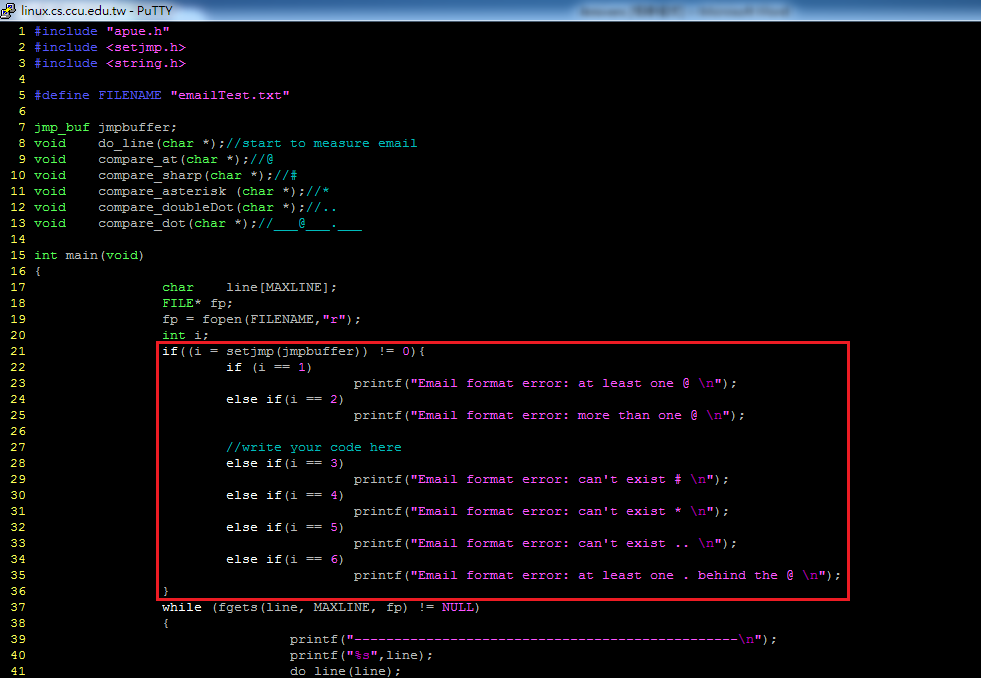 linux.cs.ccu.edu.tw - PuTTY
1 #include "apue.h"
2 #include <setjmp.h>
3 #include <string.h>
4
5 #define FILENAME "emailTest.txt"
6
7 jmp_buf jmpbuffer;
8 void    do_line(char *);//start to measure email
9 void    compare_at(char *);//@
10 void    compare_sharp(char *);//#
11 void    compare_asterisk (char *);//*
12 void    compare_doubleDot(char *);//..
13 void    compare_dot(char *);//___@___.___
14
15 int main(void)
16 {
17                 char    line[MAXLINE];
18                 FILE* fp;
19                 fp = fopen(FILENAME,"r");
20                 int i;
21                 if((i = setjmp(jmpbuffer)) != 0){
22                         if (i == 1)
23                                         printf("Email format error: at least one @ \n");
24                         else if(i == 2)
25                                         printf("Email format error: more than one @ \n");
26
27                         //write your code here
28                         else if(i == 3)
29                                         printf("Email format error: can't exist # \n");
30                         else if(i == 4)
31                                         printf("Email format error: can't exist * \n");
32                         else if(i == 5)
33                                         printf("Email format error: can't exist .. \n");
34                         else if(i == 6)
35                                         printf("Email format error: at least one . behind the @ \n");
36                 }
37                 while (fgets(line, MAXLINE, fp) != NULL)
38                 {
39                                 printf("------------------------------------------------\n");
40                                 printf("%s",line);
41                                 do_line(line);